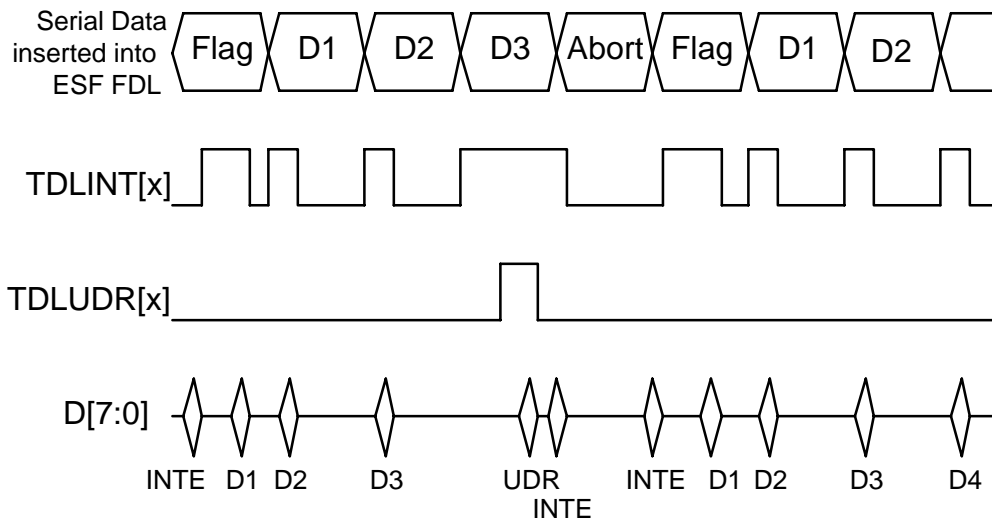 Serial Data
inserted into
ESF FDL
Flag D1 D2 D3 Abort Flag D1 D2
TDLINT[x]
TDLUDR[x]
D[7:0]
INTE D1 D2 D3 UDR INTE D1 D2 D3 D4
INTE